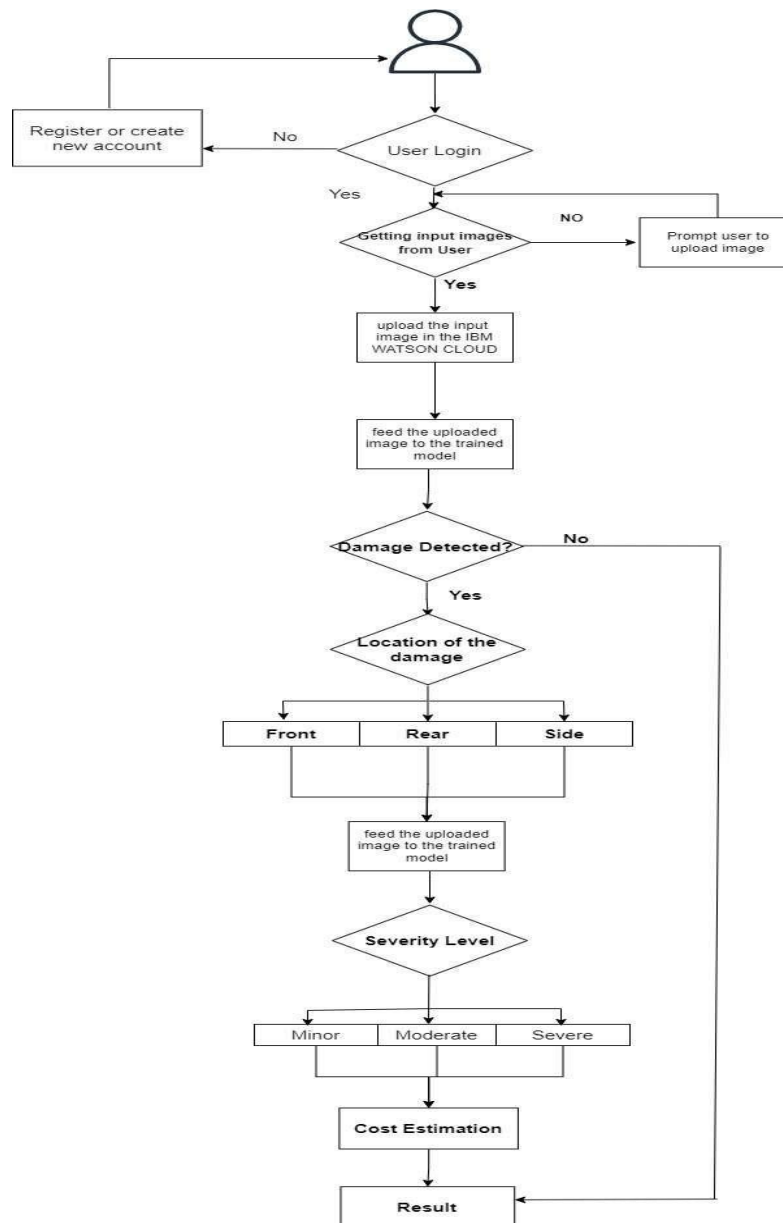 Register or create
new account
No
User Login
Yes
Getting input images
from User
NO
Prompt user to
upload image
Yes
upload the input
image in the IBM
WATSON CLOUD
feed the uploaded
image to the trained
model
Damage Detected?
No
Yes
Location of the
damage
Front
Rear
Side
feed the uploaded
image to the trained
model
Severity Level
Minor
Moderate
Severe
Cost Estimation
Result